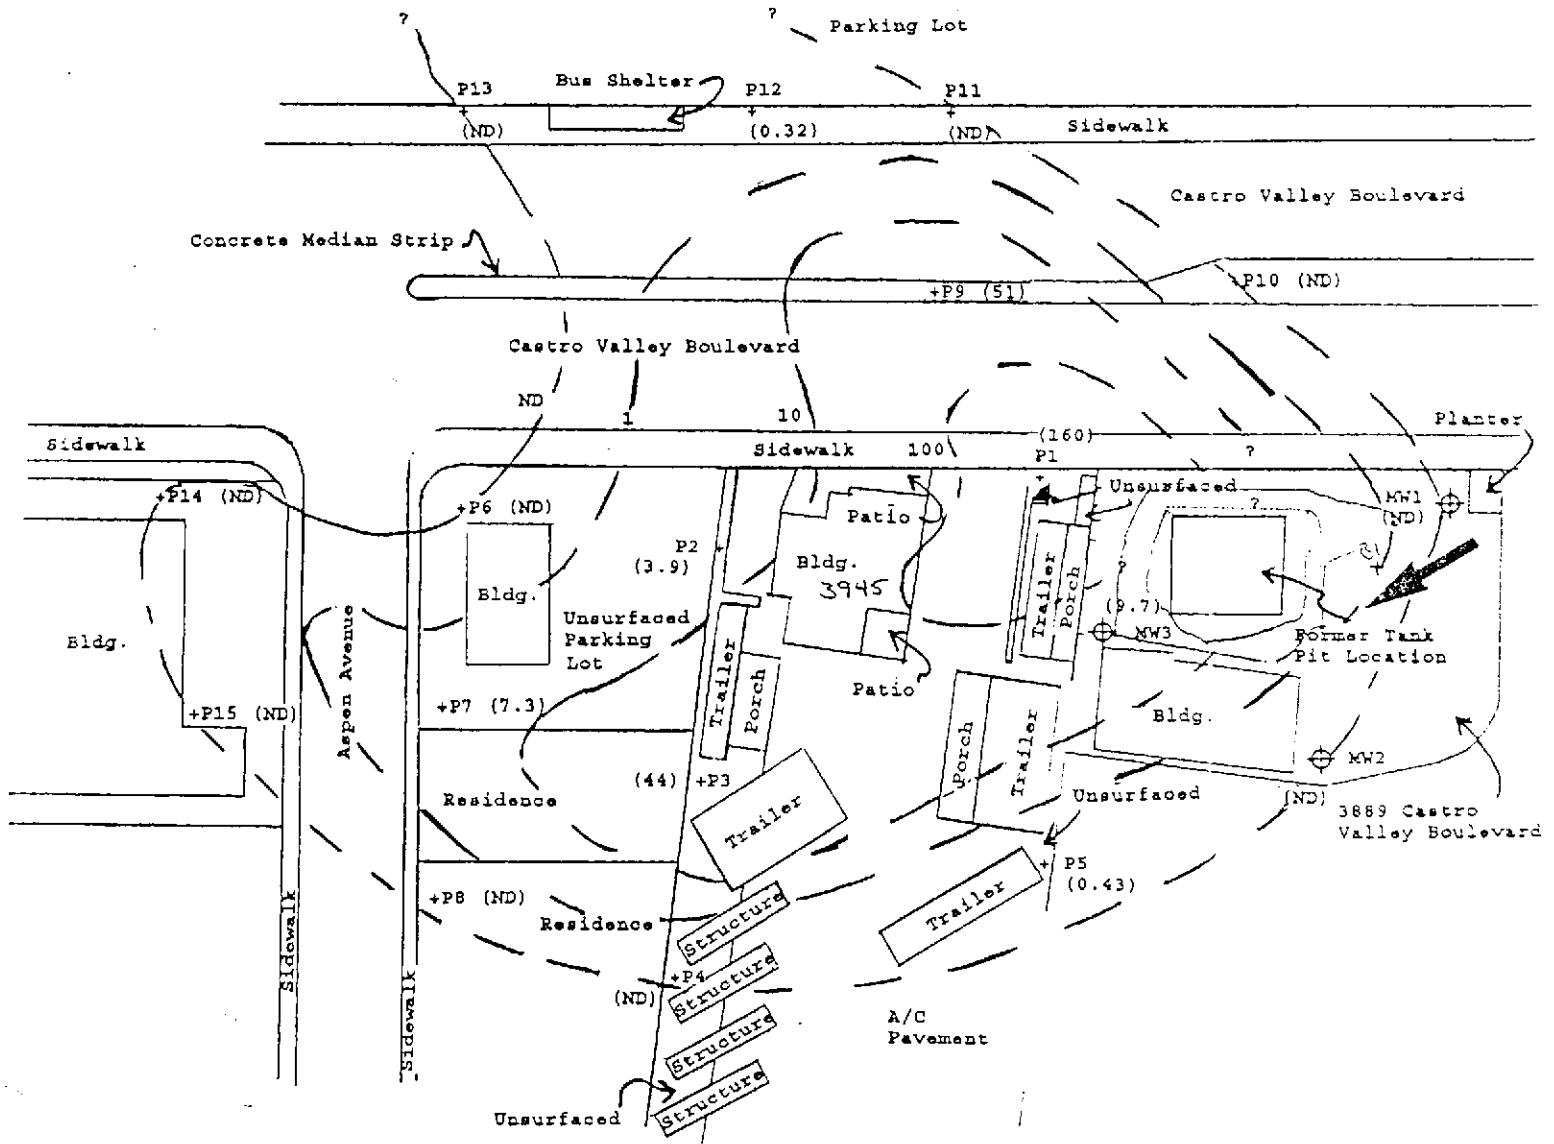 ?
?
Parking Lot
P13
Bus Shelter
P12
P11
+
(ND)
+
(0.32)
+
(ND)
Sidewalk
Castro Valley Boulevard
Concrete Median Strip
+P9 (51)
+P10 (ND)
Castro Valley Boulevard
ND
1
10
100
(160)
P1
+
Sidewalk
Sidewalk
?
Planter
+P14 (ND)
+P6 (ND)
Patio
Unsurfaced
?
MW1
(ND)
P2
+
(3.9)
Bldg.
3945
Trailer
Porch
?
(9.7)
MW3
+
Bldg.
Bldg.
Aspen Avenue
Unsurfaced
Parking
Lot
Former Tank
Pit Location
Patio
Trailer
Porch
+P15 (ND)
+P7 (7.3)
Porch
Trailer
Bldg.
MW2
(ND)
(44) +P3
Residence
Trailer
Unsurfaced
3889 Castro
Valley Boulevard
+ P5
(0.43)
+P8 (ND)
Residence
Structure
Trailer
Sidewalk
Sidewalk
+P4
(ND)
Structure
A/C
Pavement
Structure
Structure
Unsurfaced